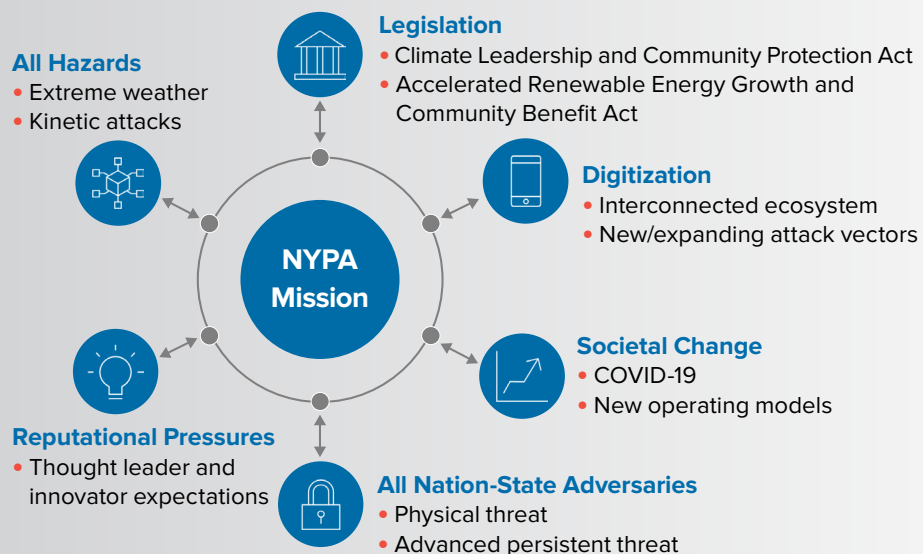 Legislation
• Climate Leadership and Community Protection Act
• Accelerated Renewable Energy Growth and
Community Benefit Act
All Hazards
• Extreme weather
• Kinetic attacks
Digitization
• Interconnected ecosystem
• New/expanding attack vectors
NYPA
Mission
Societal Change
• COVID-19
• New operating models
Reputational Pressures
• Thought leader and
innovator expectations
All Nation-State Adversaries
• Physical threat
• Advanced persistent threat